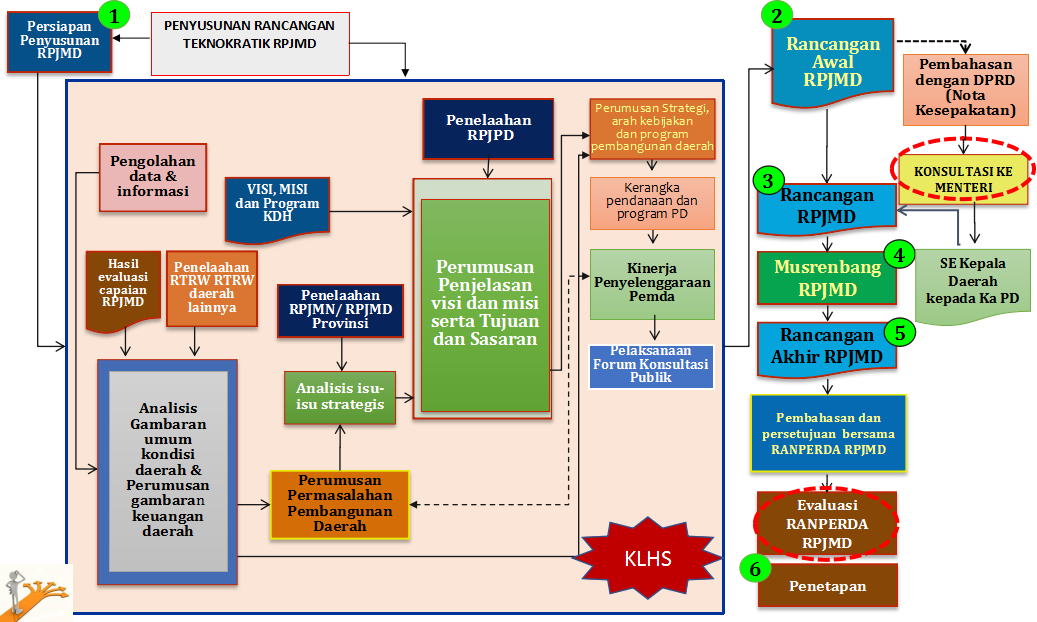 1
Persiapan
Penyusunan
RPJMD
PENYUSUNAN RANCANGAN
TEKNOKRATIK RPJMD
Pengolahan
data &
informasi
VISI, MISI
dan Program
KDH
Penelaahan
RPJPD
Hasil
evaluasi
capaian
RPJMD
Penelaahan
RTRW RTRW
daerah
lainnya
Penelaahan
RPJMN/ RPJMD
Provinsi
Analisis isu-
isu strategis
Perumusan
Penjelasan
visi dan misi
serta Tujuan
dan Sasaran
Analisis
Gambaran
umum
kondisi
daerah &
Perumusan
gambaran
keuangan
daerah
Perumusan
Permasalahan
Pembangunan
Daerah
Perumusan Strategi,
arah kebijakan
dan program
pembangunan daerah
Kerangka
pendanaan dan
program PD
Kinerja
Penyelenggaraan
Pemda
Pelaksanaan
Forum Konsultasi
Publik
KLHS
2
Rancangan
Awal
RPJMD
Pembahasan
dengan DPRD
(Nota
Kesepakatan)
KONSULTASI KE
MENTERI
3
Rancangan
RPJMD
SE Kepala
Daerah
kepada Ka PD
4
Musrenbang
RPJMD
5
Rancangan
Akhir RPJMD
Pembahasan dan
persetujuan bersama
RANPERDA RPJMD
Evaluasi
RANPERDA
RPJMD
6
Penetapan